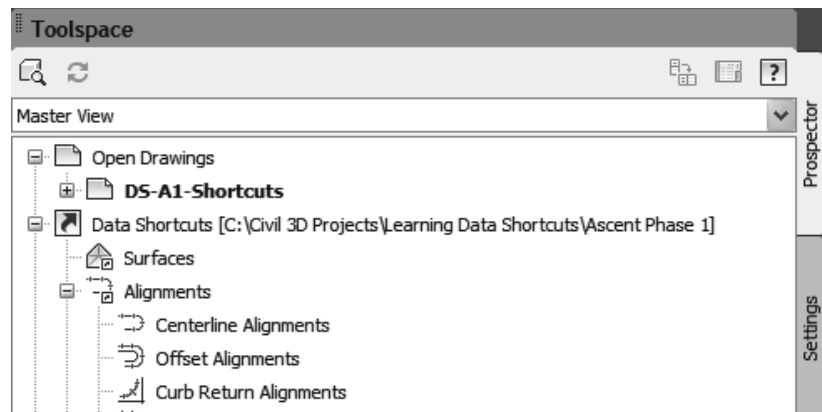 Toolspace
?
Master View
Open Drawings
DS-A1-Shortcuts
Data Shortcuts [C:\Civil 3D Projects\Learning Data Shortcuts\Ascent Phase 1]
Surfaces
Alignments
Centerline Alignments
Offset Alignments
Curb Return Alignments
Prospector
Settings